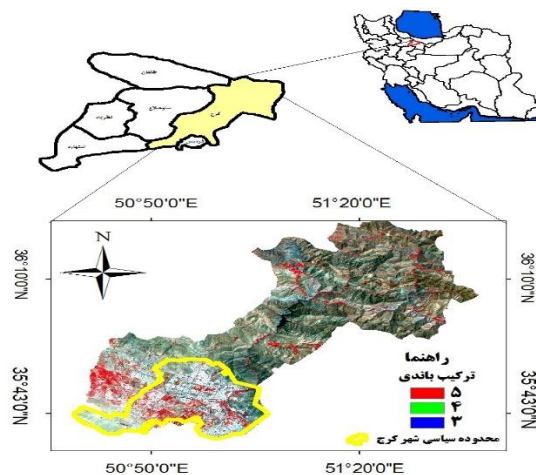 طالقان
ساوجبلاغ
نظرآباد
کرج
اشتهارد
50°50'0"E
51°20'0"E
N
36°10'0"N
36°10'0"N
35°43'0"N
35°43'0"N
راهنما
ترکیب باندی
۵
۴
۳
محدوده سیاسی شهر کرج
50°50'0"E
51°20'0"E